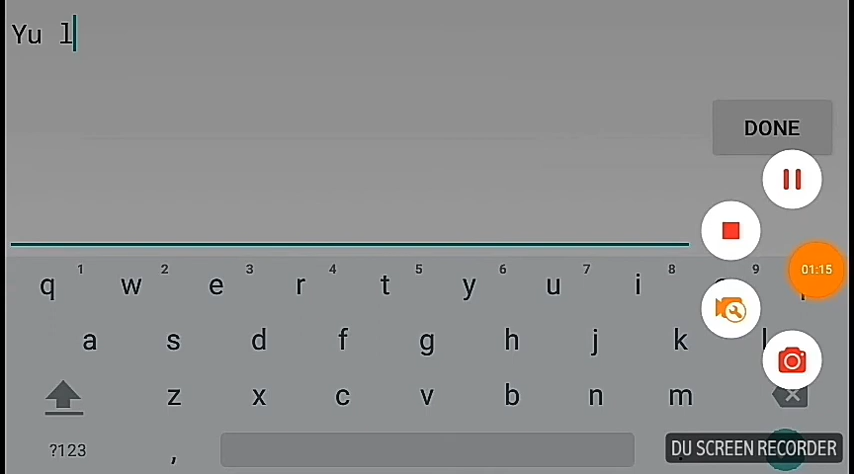 Yu l
DONE
1 2 3 4 5 6 7 8 9
q w e r t y u i
01:15
a s d f g h j k l
z x c v b n m
?123 ,
DU SCREEN RECORDER